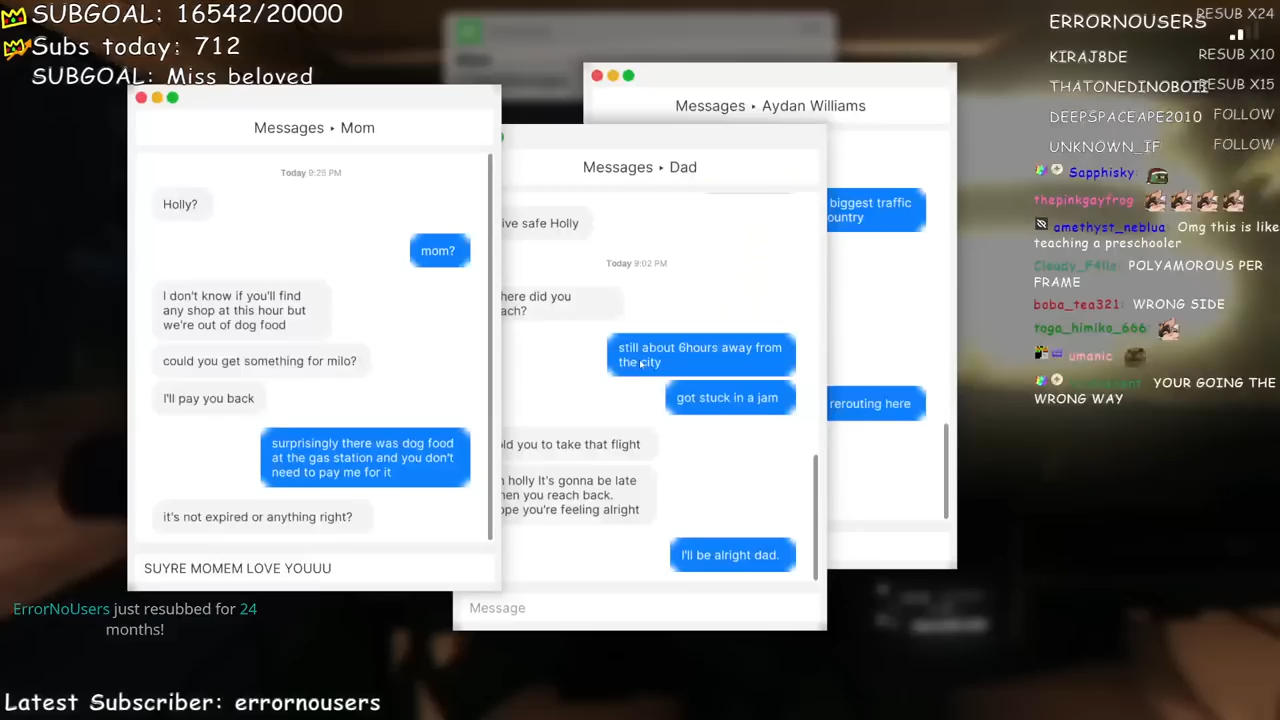 SUBGOAL: 16542/20000
Subs today: 712
SUBGOAL: Miss beloved
Messages ▸ Mom
Today 9:25 PM
Holly?
mom?
I don't know if you'll find
any shop at this hour but
we're out of dog food
could you get something for milo?
I'll pay you back
surprisingly there was dog food
at the gas station and you don't
need to pay me for it
it's not expired or anything right?
SUYRE MOMEM LOVE YOUUU
Messages ▸ Dad
ive safe Holly
Today 9:02 PM
here did you
ach?
still about 6hours away from
the city
got stuck in a jam
old you to take that flight
h holly It's gonna be late
hen you reach back.
ope you're feeling alright
I'll be alright dad.
Message
Messages ▸ Aydan Williams
biggest traffic
ountry
rerouting here
ERRORNOUSERS RESUB X24
KIRAJ8DE RESUB X10
RESUB X15
DEEPSPACEAPE2010 FOLLOW
UNKNOWN_IF FOLLOW
Sapphisky:
thepinkgayfrog
amethyst_neblua Omg this is like
teaching a preschooler
POLYAMOROUS PER
FRAME
boba_tea321: WRONG SIDE
toga_himiko_666:
umanic
YOUR GOING THE
WRONG WAY
ErrorNoUsers just resubbed for 24
months!
Latest Subscriber: errornousers